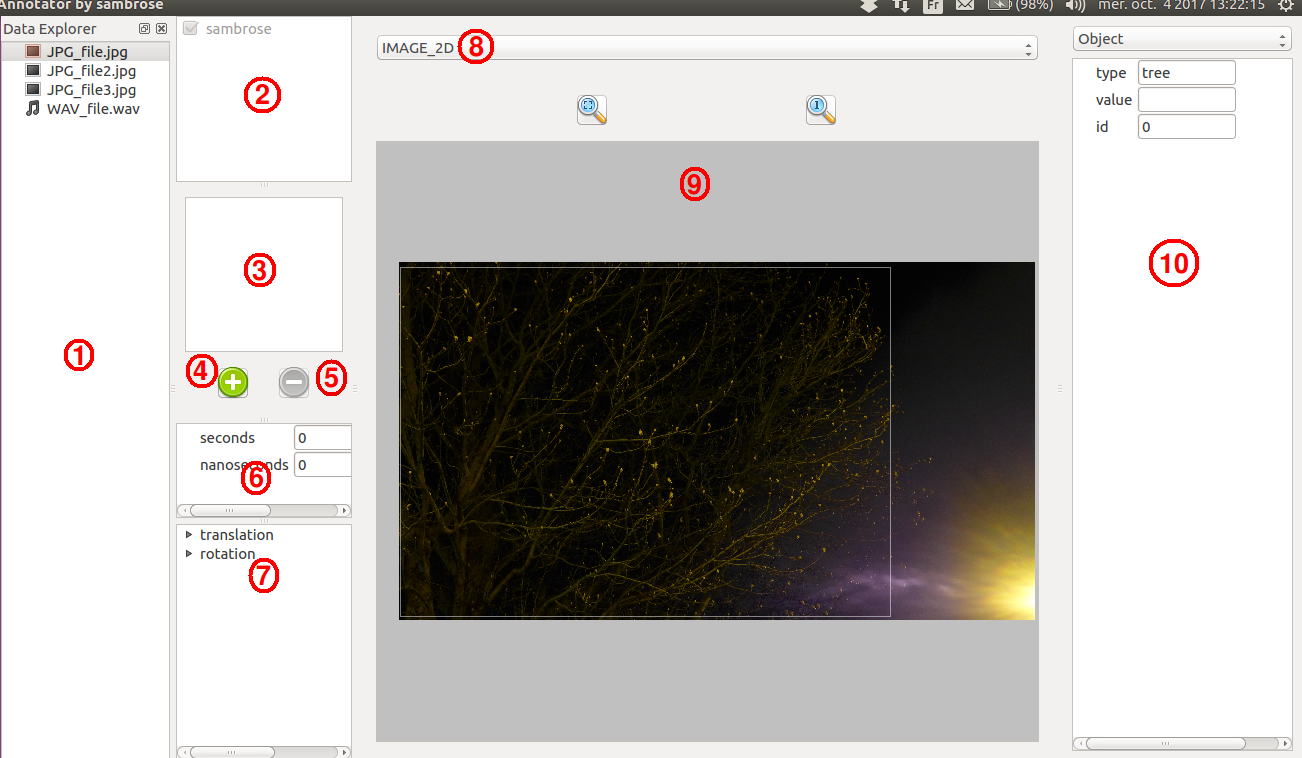 Annotator by sambrose
Fr
(98%)
mer. oct. 4 2017 13:22:15
Data Explorer
JPG_file.jpg
JPG_file2.jpg
JPG_file3.jpg
WAV_file.wav
1
sambrose
2
3
4
5
seconds 0
nanoseconds 0
6
translation
rotation
7
IMAGE_2D
8
1
9
Object
type tree
value
id 0
10